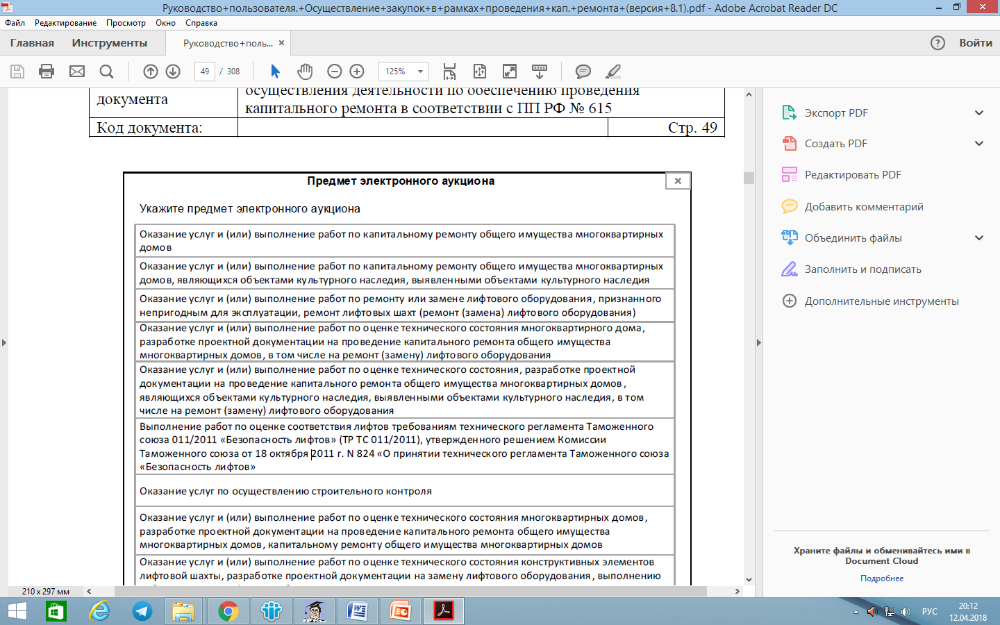 Руководство+пользователя.+Осуществление+закупок+в+рамках+проведения+кап.+ремонта+(версия+8.1).pdf - Adobe Acrobat Reader DC
Файл Редактирование Просмотр Окно Справка
Главная Инструменты Руководство+поль... × Войти
49 / 308 125%
документа
осуществления деятельности по обеспечению проведения
капитального ремонта в соответствии с ПП РФ № 615
Код документа: Стр. 49
Предмет электронного аукциона
Укажите предмет электронного аукциона
Оказание услуг и (или) выполнение работ по капитальному ремонту общего имущества многоквартирных
домов
Оказание услуг и (или) выполнение работ по капитальному ремонту общего имущества многоквартирных
домов, являющихся объектами культурного наследия, выявленными объектами культурного наследия
Оказание услуг и (или) выполнение работ по ремонту или замене лифтового оборудования, признанного
непригодным для эксплуатации, ремонт лифтовых шахт (ремонт (замена) лифтового оборудования)
Оказание услуг и (или) выполнение работ по оценке технического состояния многоквартирного дома,
разработке проектной документации на проведение капитального ремонта общего имущества
многоквартирных домов, в том числе на ремонт (замену) лифтового оборудования
Оказание услуг и (или) выполнение работ по оценке технического состояния, разработке проектной
документации на проведение капитального ремонта общего имущества многоквартирных домов,
являющихся объектами культурного наследия, выявленными объектами культурного наследия, в том
числе на ремонт (замену) лифтового оборудования
Выполнение работ по оценке соответствия лифтов требованиям технического регламента Таможенного
союза 011/2011 «Безопасность лифтов» (ТР ТС 011/2011), утвержденного решением Комиссии
Таможенного союза от 18 октября 2011 г. N 824 «О принятии технического регламента Таможенного союза
«Безопасность лифтов»
Оказание услуг по осуществлению строительного контроля
Оказание услуг и (или) выполнение работ по оценке технического состояния многоквартирных домов,
разработке проектной документации на проведение капитального ремонта общего имущества
многоквартирных домов, капитальному ремонту общего имущества многоквартирных домов
Оказание услуг и (или) выполнение работ по оценке технического состояния конструктивных элементов
лифтовой шахты, разработке проектной документации на замену лифтового оборудования, выполнению
Экспорт PDF
Создать PDF
Редактировать PDF
Добавить комментарий
Объединить файлы
Заполнить и подписать
Дополнительные инструменты
Храните файлы и обменивайтесь ими в
Document Cloud
Подробнее
210 x 297 мм
РУС
20:12
12.04.2018